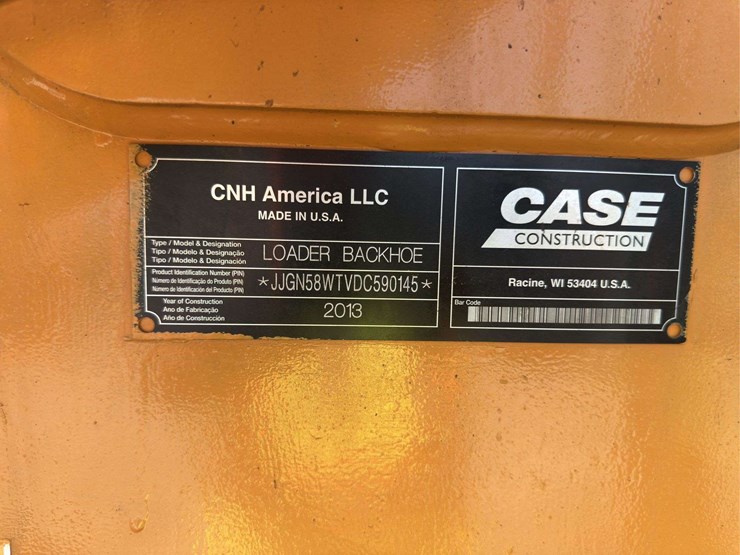 CNH America LLC
MADE IN U.S.A.
Type / Model & Designation
Tipo / Modelo & Designação
Tipo / Modelo & Designación
LOADER BACKHOE
Product Identification Number (PIN)
Número de Identificação do Produto (PIN)
Número de Identificación del Producto (PIN)
*JJGN58WTVDC590145*
Year of Construction
Ano de Fabricação
Año de Construcción
2013
CASE
CONSTRUCTION
Racine, WI 53404 U.S.A.
Bar Code